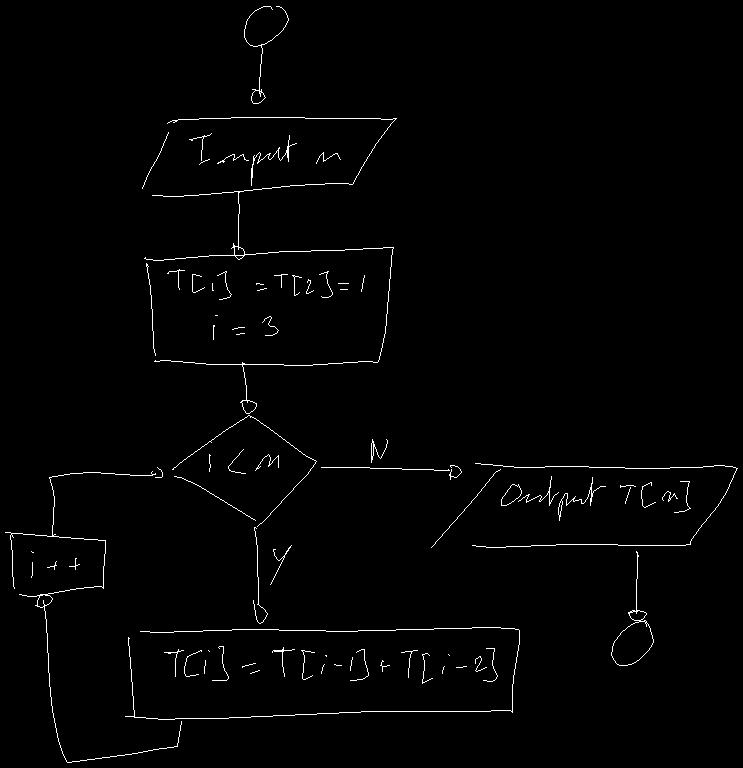 Input n
T[1] = T[2] = 1
i = 3
i < n
N
Output T[n]
Y
i++
T[i] = T[i-1] + T[i-2]